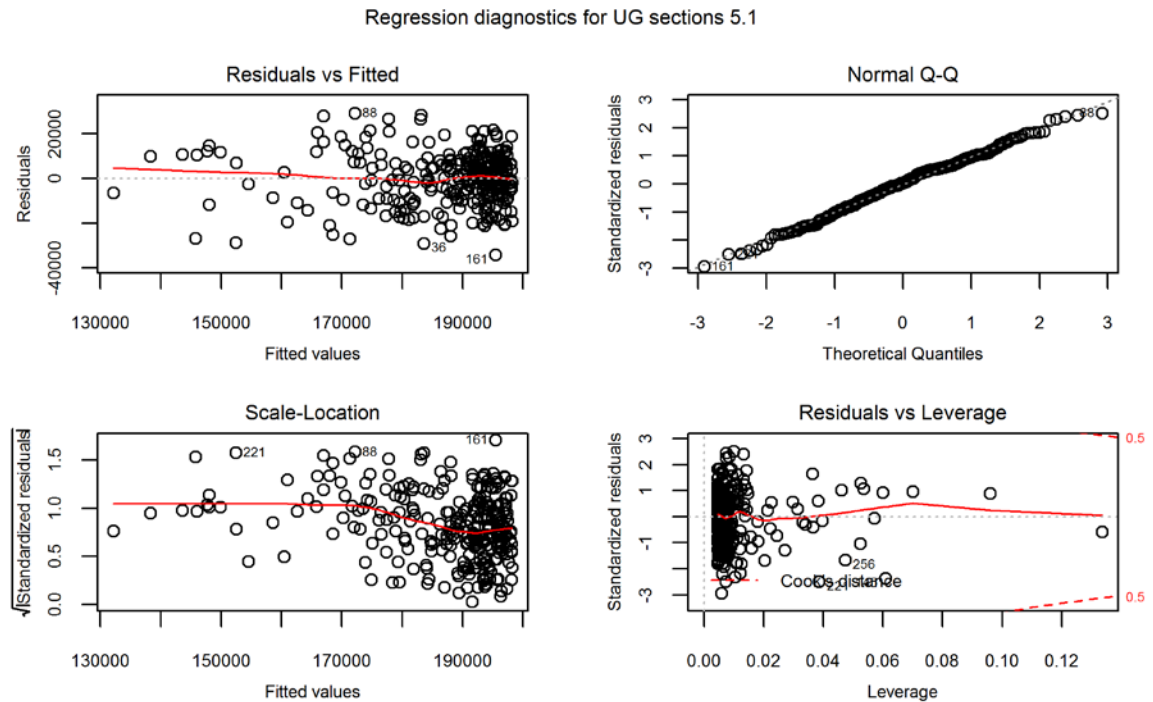 Regression diagnostics for UG sections 5.1
Residuals vs Fitted
Residuals
20000
0
-40000
88
36
161
130000 150000 170000 190000
Fitted values
Normal Q-Q
Standardized residuals
3
2
1
0
-1
-3
88
161
-3 -2 -1 0 1 2 3
Theoretical Quantiles
Scale-Location
√|Standardized residuals|
1.5
1.0
0.5
0.0
221
88
161
130000 150000 170000 190000
Fitted values
Residuals vs Leverage
Standardized residuals
3
2
1
-1
-3
0.5
256
Cook's distance
221
0.5
0.00 0.02 0.04 0.06 0.08 0.10 0.12
Leverage